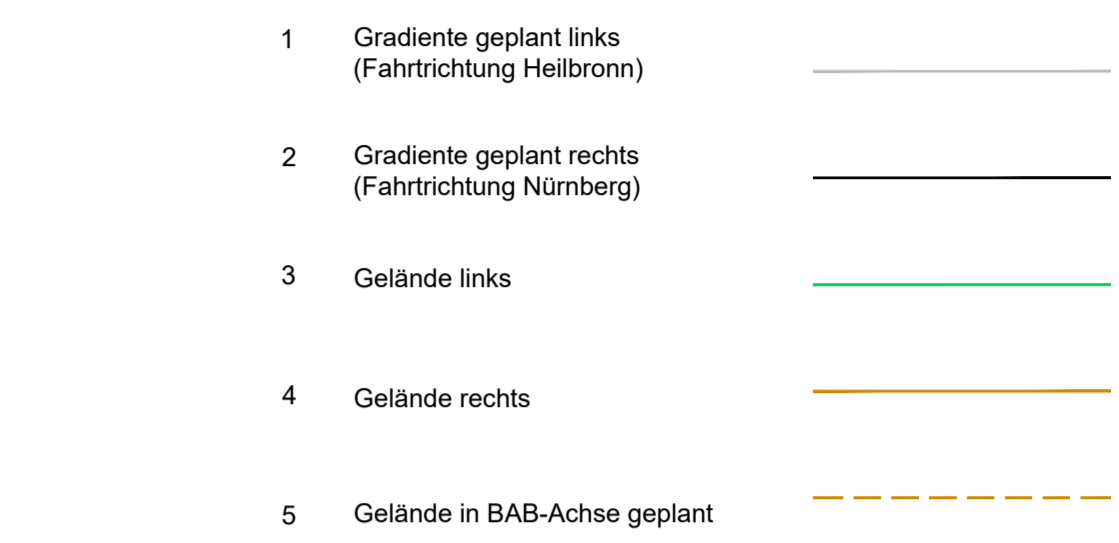 1 Gradiente geplant links
(Fahrtrichtung Heilbronn)
2 Gradiente geplant rechts
(Fahrtrichtung Nürnberg)
3 Gelände links
4 Gelände rechts
5 Gelände in BAB-Achse geplant